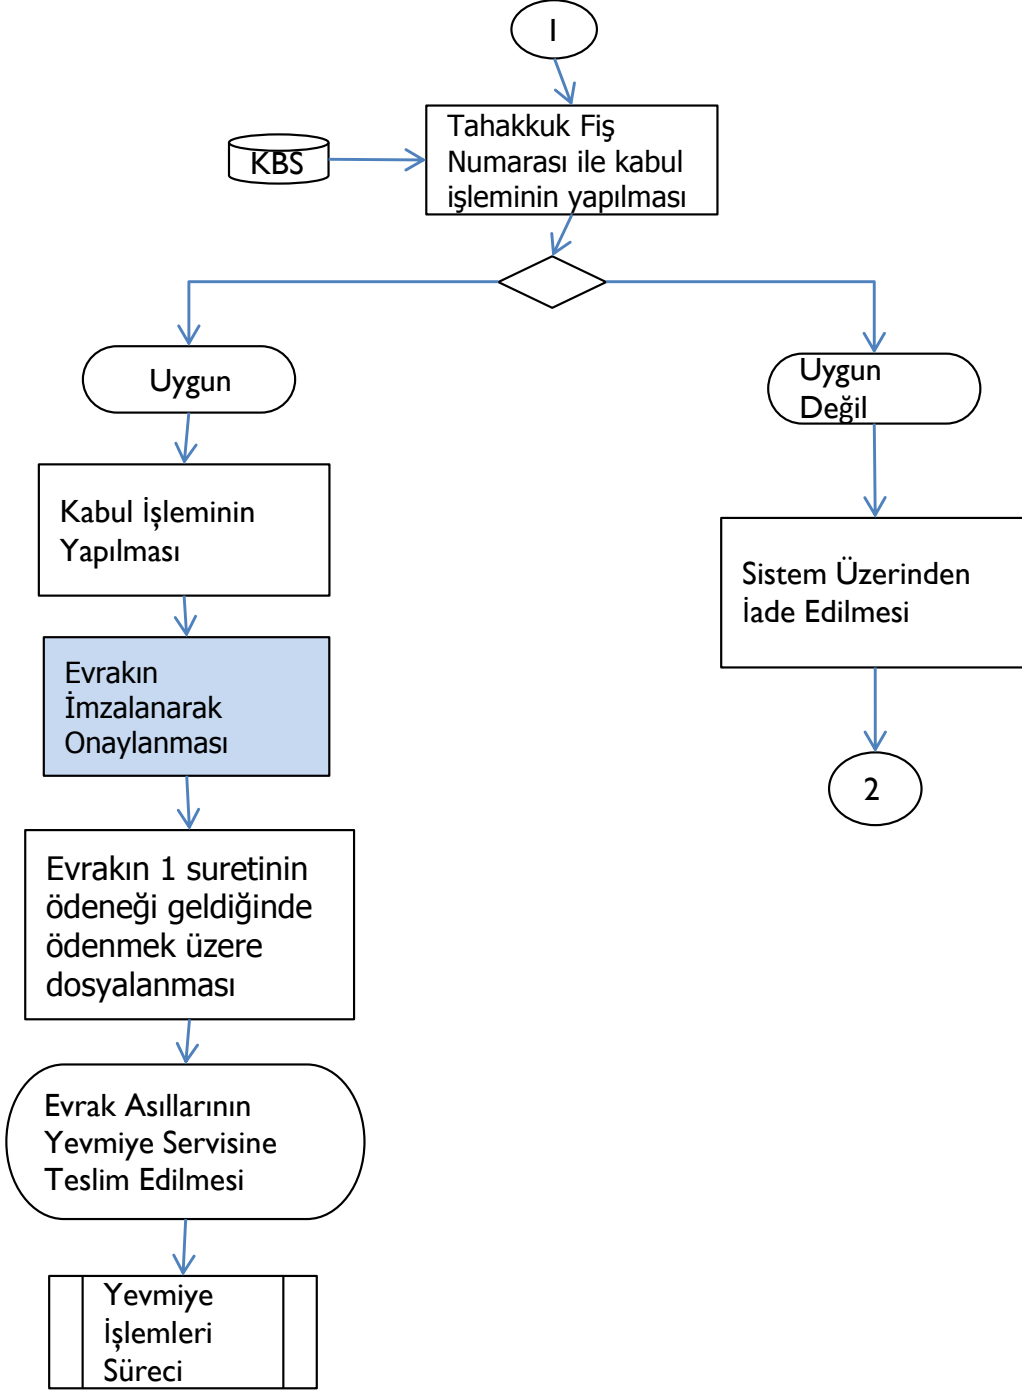 1
Tahakkuk Fiş
Numarası ile kabul
işleminin yapılması
KBS
Uygun
Uygun
Değil
Kabul İşleminin
Yapılması
Sistem Üzerinden
İade Edilmesi
Evrakın
İmzalanarak
Onaylanması
2
Evrakın 1 suretinin
ödeneği geldiğinde
ödenmek üzere
dosyalanması
Evrak Asıllarının
Yevmiye Servisine
Teslim Edilmesi
Yevmiye
İşlemleri
Süreci